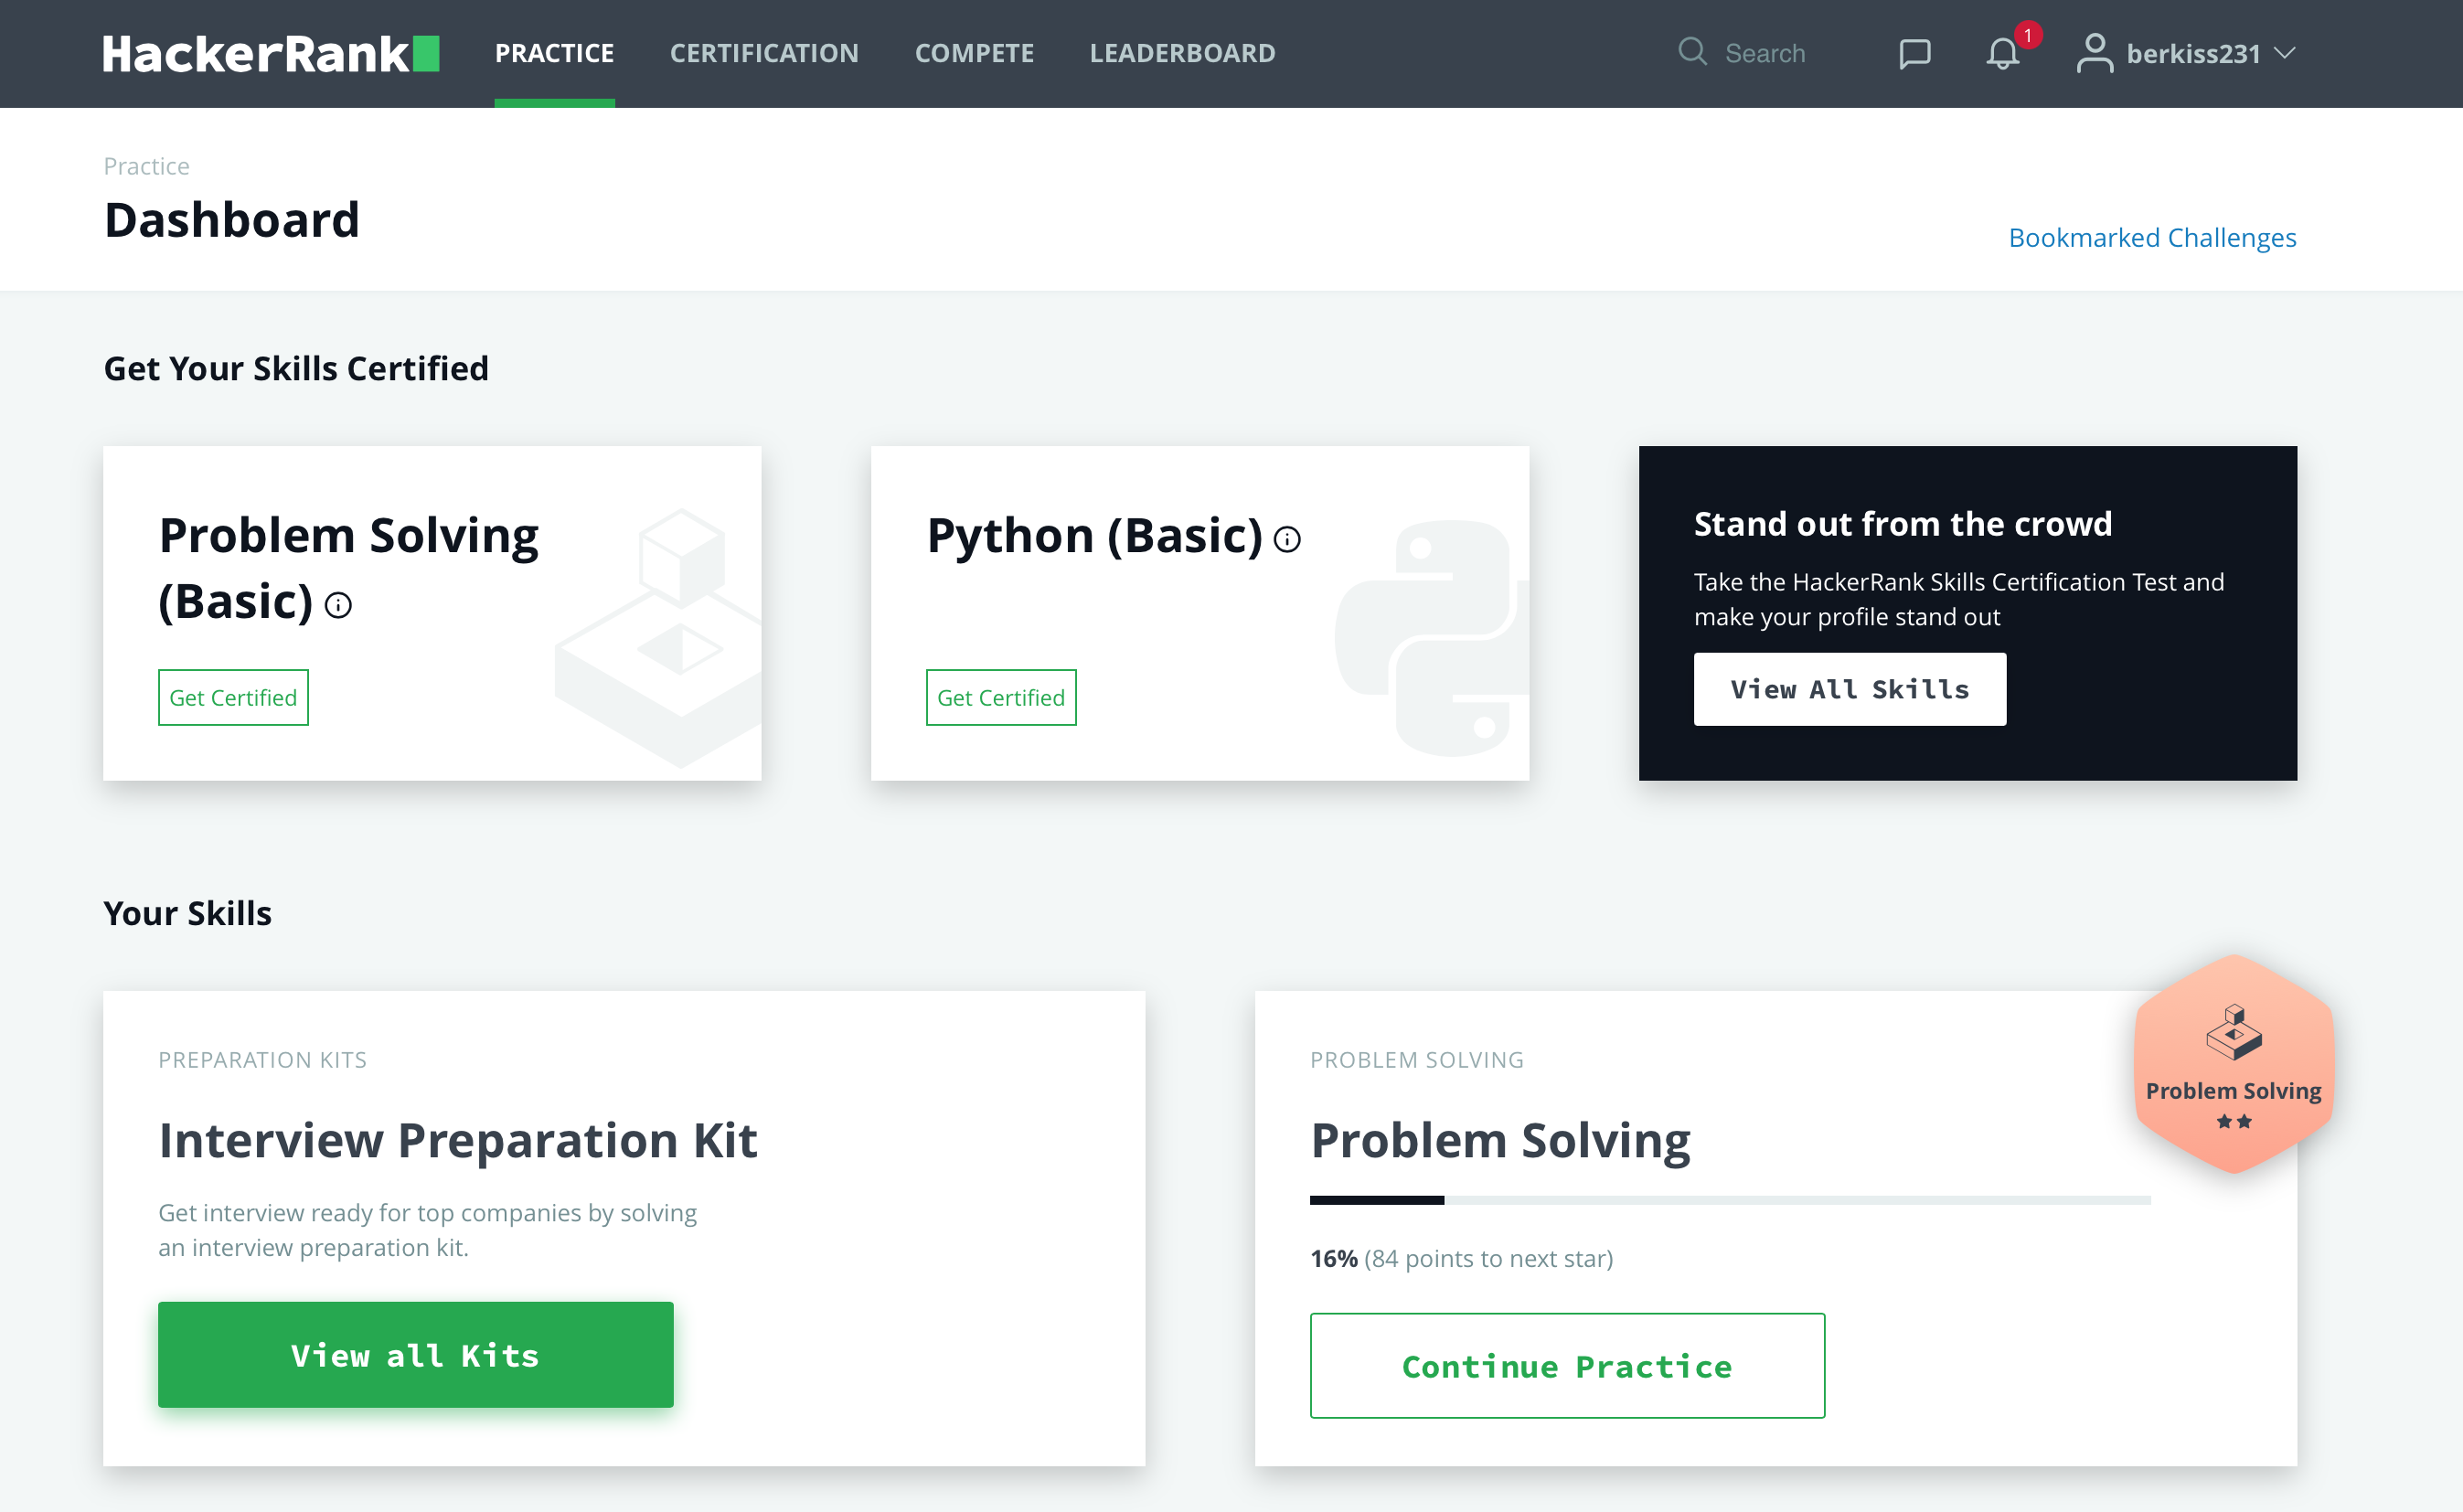 HackerRank
PRACTICE
CERTIFICATION
COMPETE
LEADERBOARD
Search
1
berkiss231
Practice
Dashboard
Bookmarked Challenges
Get Your Skills Certified
Problem Solving
(Basic)
Get Certified
Python (Basic)
Get Certified
Stand out from the crowd
Take the HackerRank Skills Certification Test and
make your profile stand out
View All Skills
Your Skills
PREPARATION KITS
Interview Preparation Kit
Get interview ready for top companies by solving
an interview preparation kit.
View all Kits
PROBLEM SOLVING
Problem Solving
16% (84 points to next star)
Continue Practice
Problem Solving